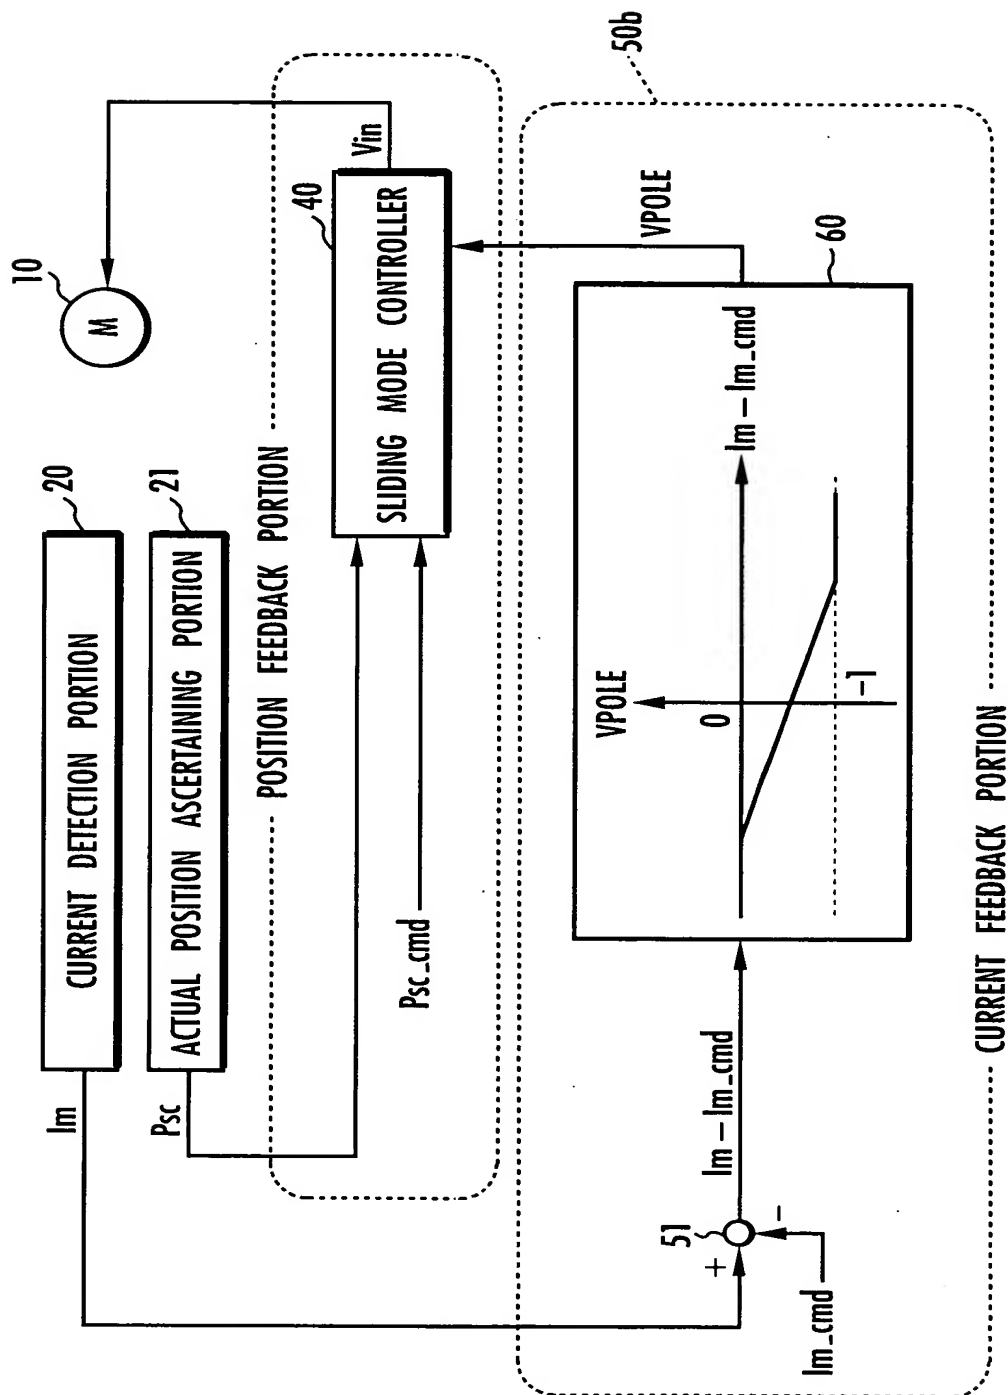 10
M
20
CURRENT DETECTION PORTION
Im
21
ACTUAL POSITION ASCERTAINING PORTION
Psc
POSITION FEEDBACK PORTION
40
SLIDING MODE CONTROLLER
Vin
Psc_cmd
50b
VPOLE
60
VPOLE
0
Im – Im_cmd
-1
Im – Im_cmd
51
+
-
Im_cmd
CURRENT FEEDBACK PORTION